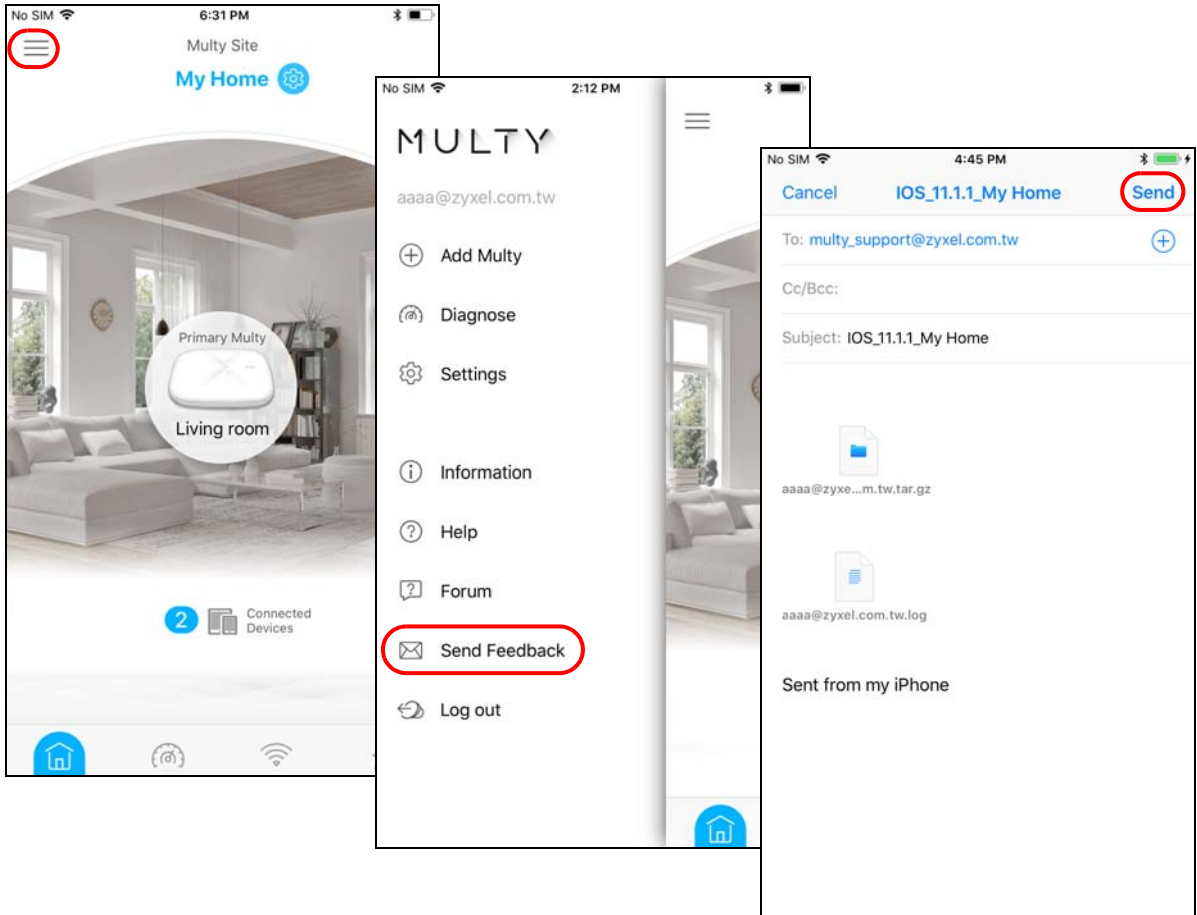 No SIM 6:31 PM
Multy Site
My Home
Primary Multy
Living room
2 Connected
Devices
No SIM 2:12 PM
MULTY
aaaa@zyxel.com.tw
Add Multy
Diagnose
Settings
Information
Help
Forum
Send Feedback
Log out
No SIM 4:45 PM
Cancel IOS_11.1.1_My Home Send
To: multy_support@zyxel.com.tw
Cc/Bcc:
Subject: IOS_11.1.1_My Home
aaaa@zyxe...m.tw.tar.gz
aaaa@zyxel.com.tw.log
Sent from my iPhone